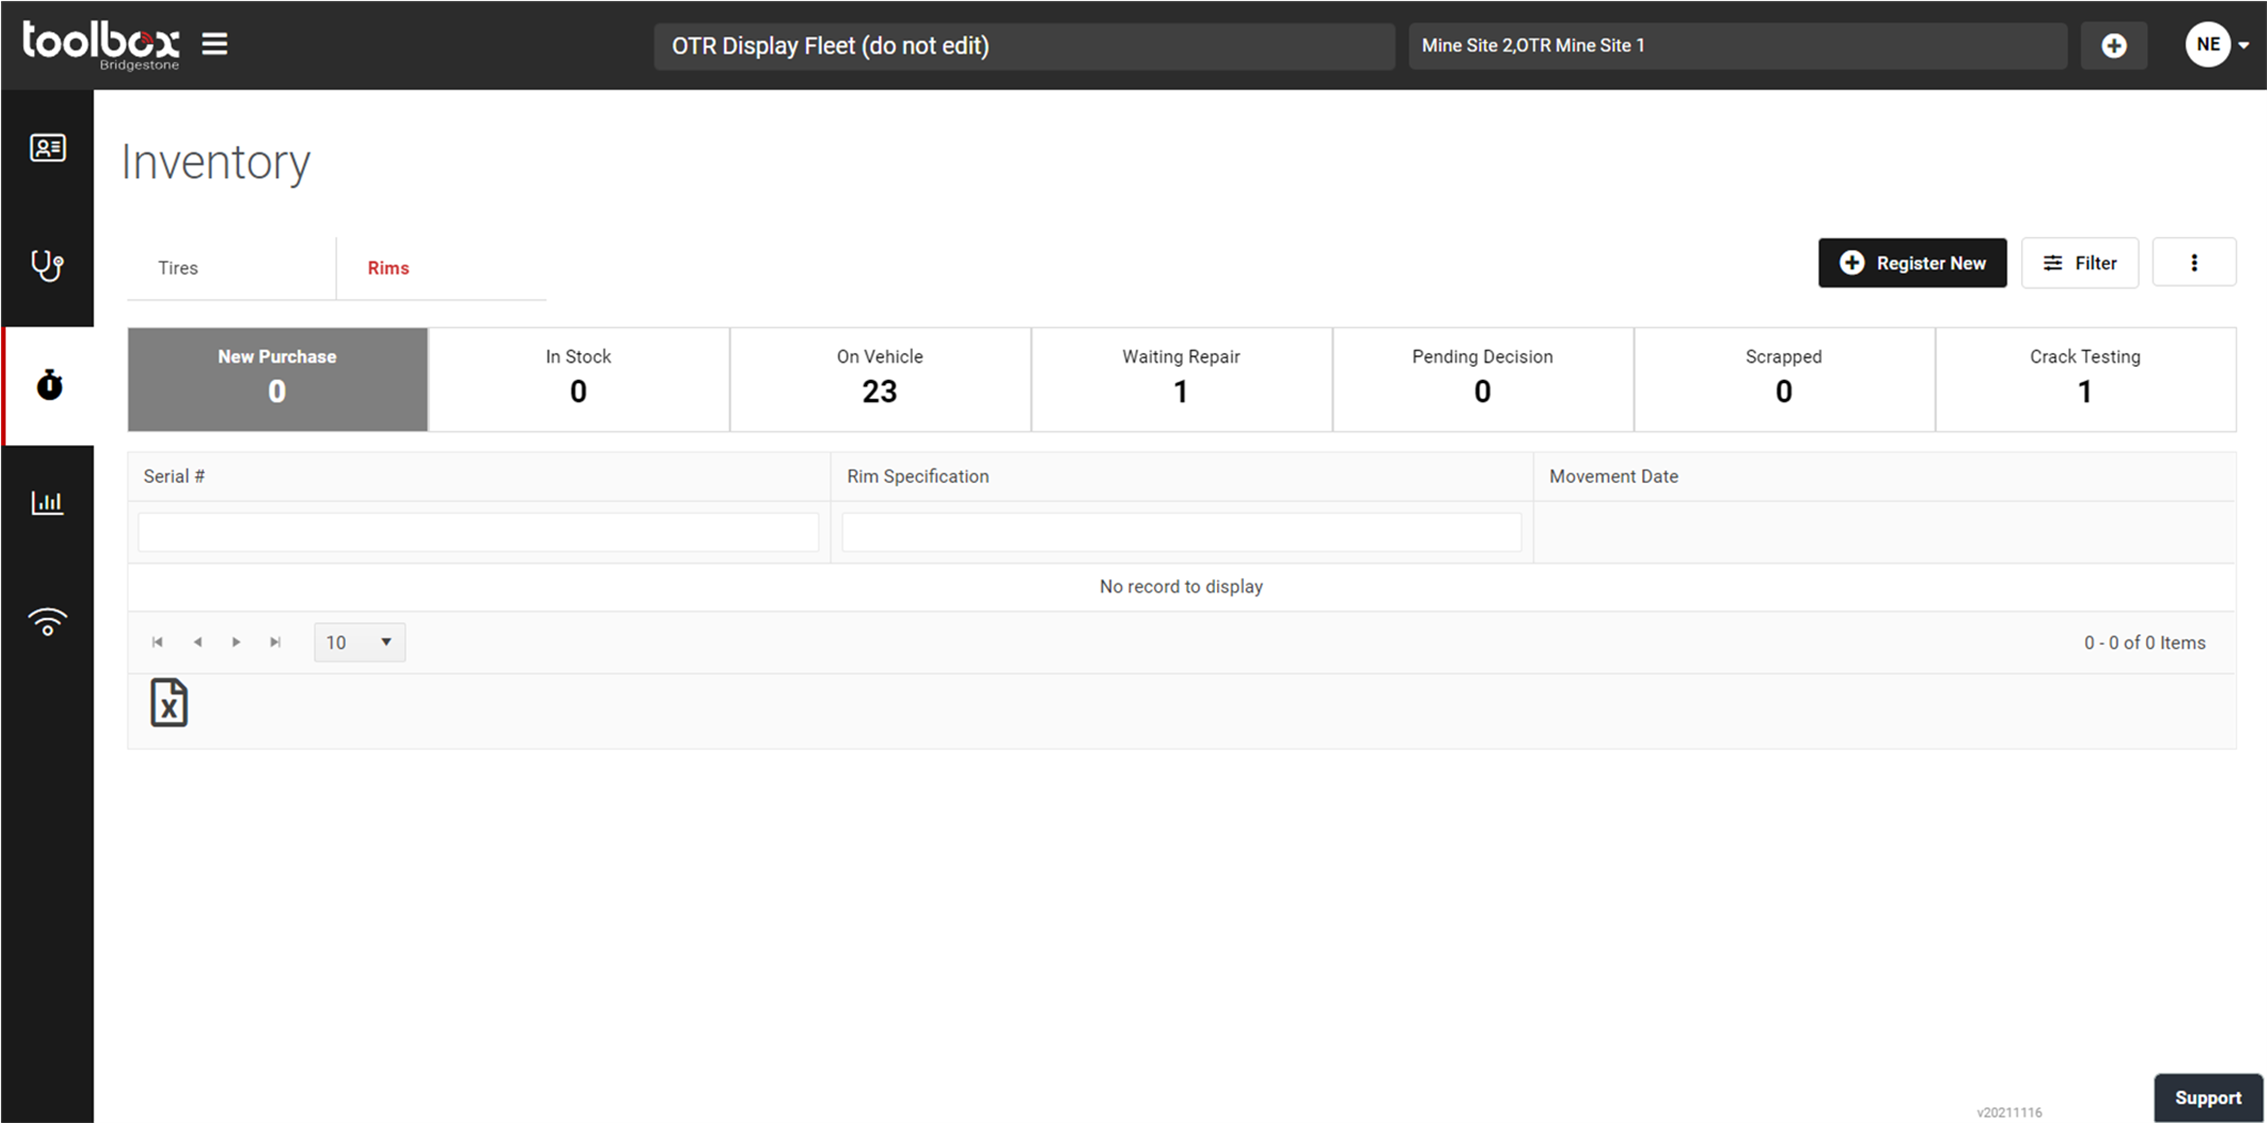 toolbox
Bridgestone
OTR Display Fleet (do not edit)
Mine Site 2,OTR Mine Site 1
NE
Inventory
Tires
Rims
Register New
Filter
New Purchase
0
In Stock
0
On Vehicle
23
Waiting Repair
1
Pending Decision
0
Scrapped
0
Crack Testing
1
Serial #
Rim Specification
Movement Date
No record to display
10
0 - 0 of 0 Items
X
v20211116
Support